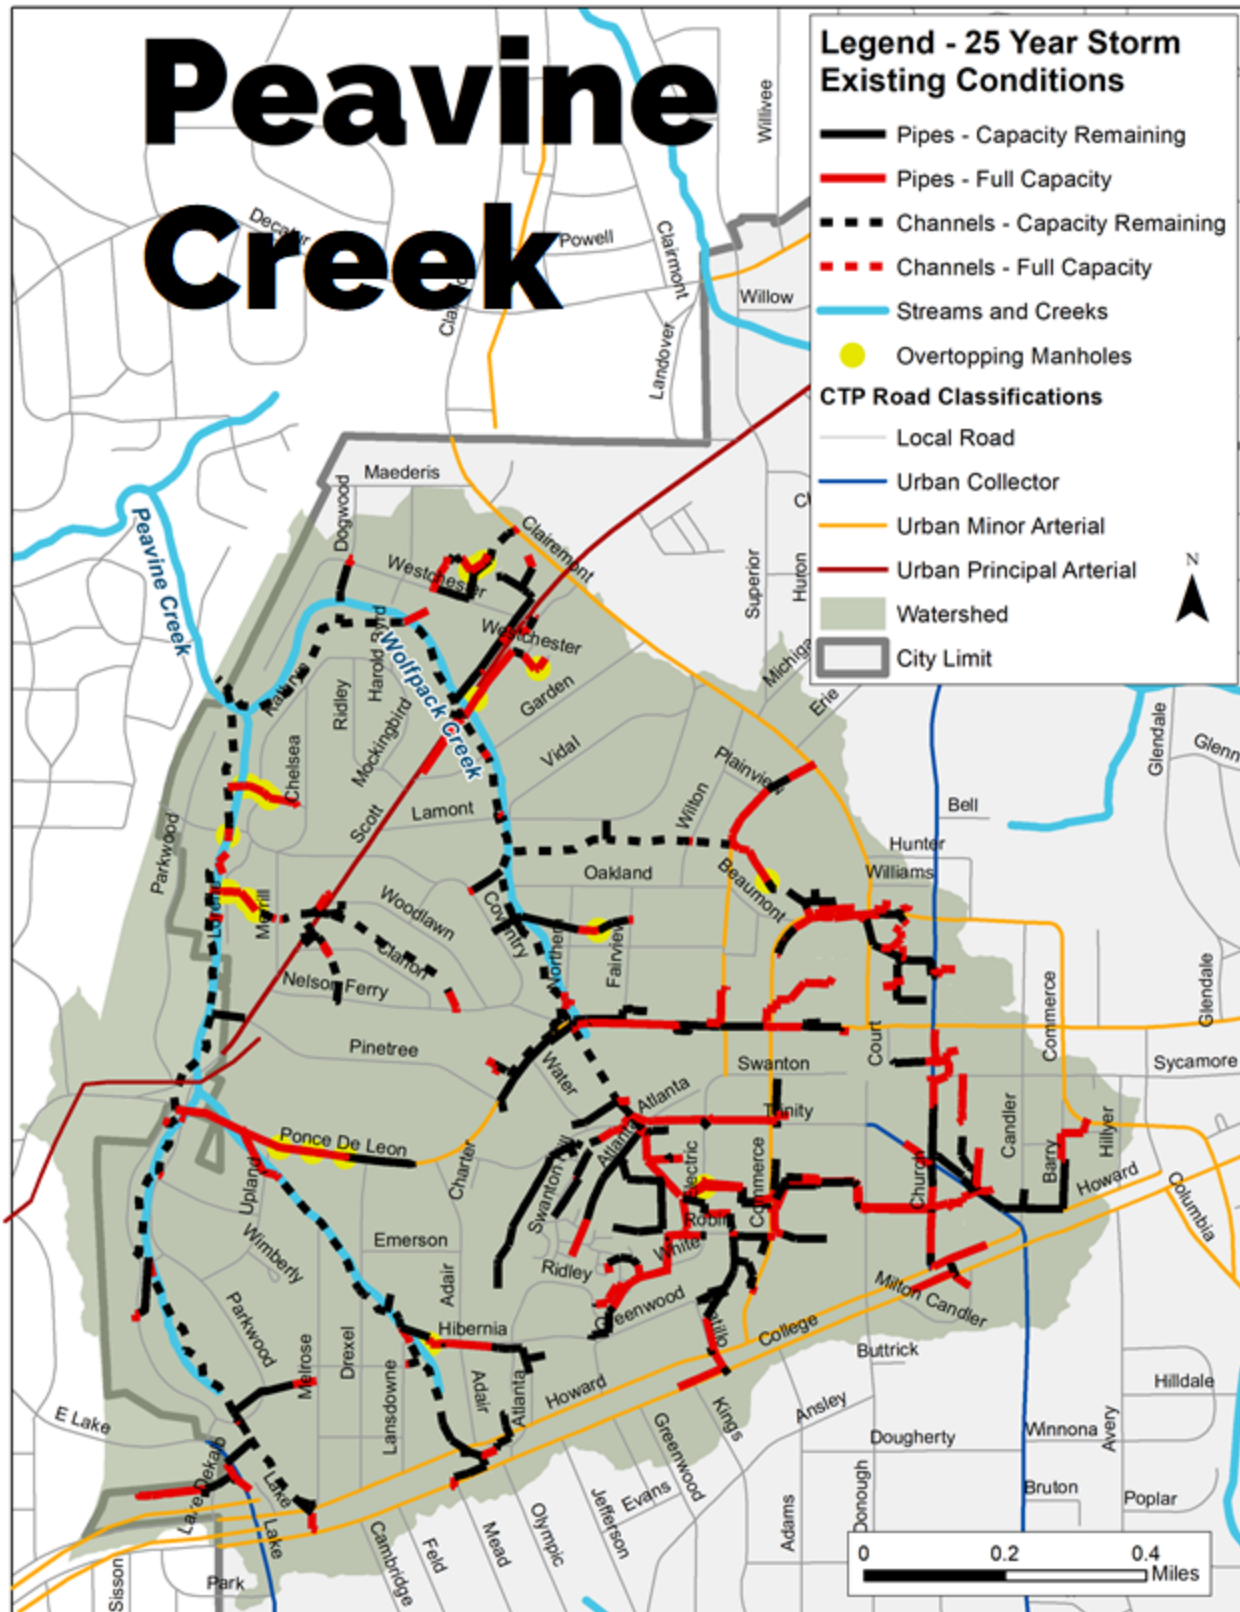 Peavine
Creek
Legend - 25 Year Storm
Existing Conditions
Pipes - Capacity Remaining
Pipes - Full Capacity
Channels - Capacity Remaining
Channels - Full Capacity
Streams and Creeks
Overtopping Manholes
CTP Road Classifications
Local Road
Urban Collector
Urban Minor Arterial
Urban Principal Arterial
Watershed
City Limit
N
Willivee
Decatur
Powell
Clairmont
Willow
Landover
Maederis
Dogwood
Clairemont
Westchester
Superior
Huron
Peavine Creek
Harold Byrd
Westchester
Wolfpack Creek
Michiga
Erie
Garden
Ridley
Mockingbird
Vidal
Glendale
Glenn
Chelsea
Plainview
Wilton
Lamont
Scott
Bell
Parkwood
Hunter
Williams
Oakland
Beaumont
Woodlawn
Coventry
Merrill
Clarion
Northern
Fairview
Nelson Ferry
Commerce
Glendale
Pinetree
Water
Court
Swanton
Sycamore
Atlanta
Trinity
Candler
Hillyer
Ponce De Leon
Atlanta
Charter
Electric
Commerce
Church
Barry
Howard
Columbia
Upland
Swanton Hill
Robin
Emerson
White
Wimberly
Ridley
Adair
Greenwood
Milton Candler
Parkwood
Hibernia
College
Buttrick
Melrose
Drexel
Lansdowne
Adair
Atlanta
Howard
Hilldale
E Lake
Kings
Ansley
Greenwood
Dougherty
Winnona
Avery
Lake
Evans
Jefferson
Bruton
Poplar
Lake
Cambridge
Feld
Mead
Olympic
Adams
Donough
Sisson
Park
0 0.2 0.4
Miles